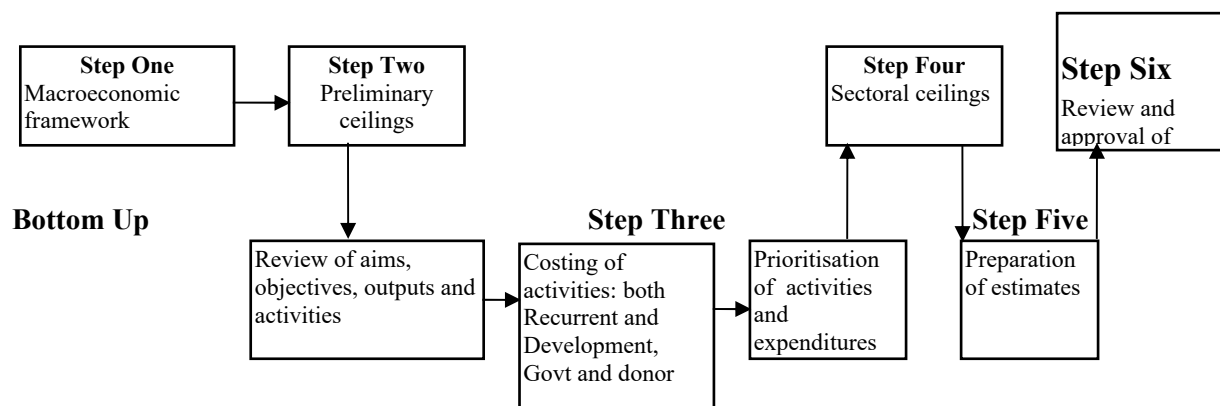 Step One
Macroeconomic
framework
Step Two
Preliminary
ceilings
Step Four
Sectoral ceilings
Step Six
Review and
approval of
Bottom Up
Step Three
Step Five
Review of aims,
objectives, outputs and
activities
Costing of
activities: both
Recurrent and
Development,
Govt and donor
Prioritisation
of activities
and
expenditures
Preparation
of estimates